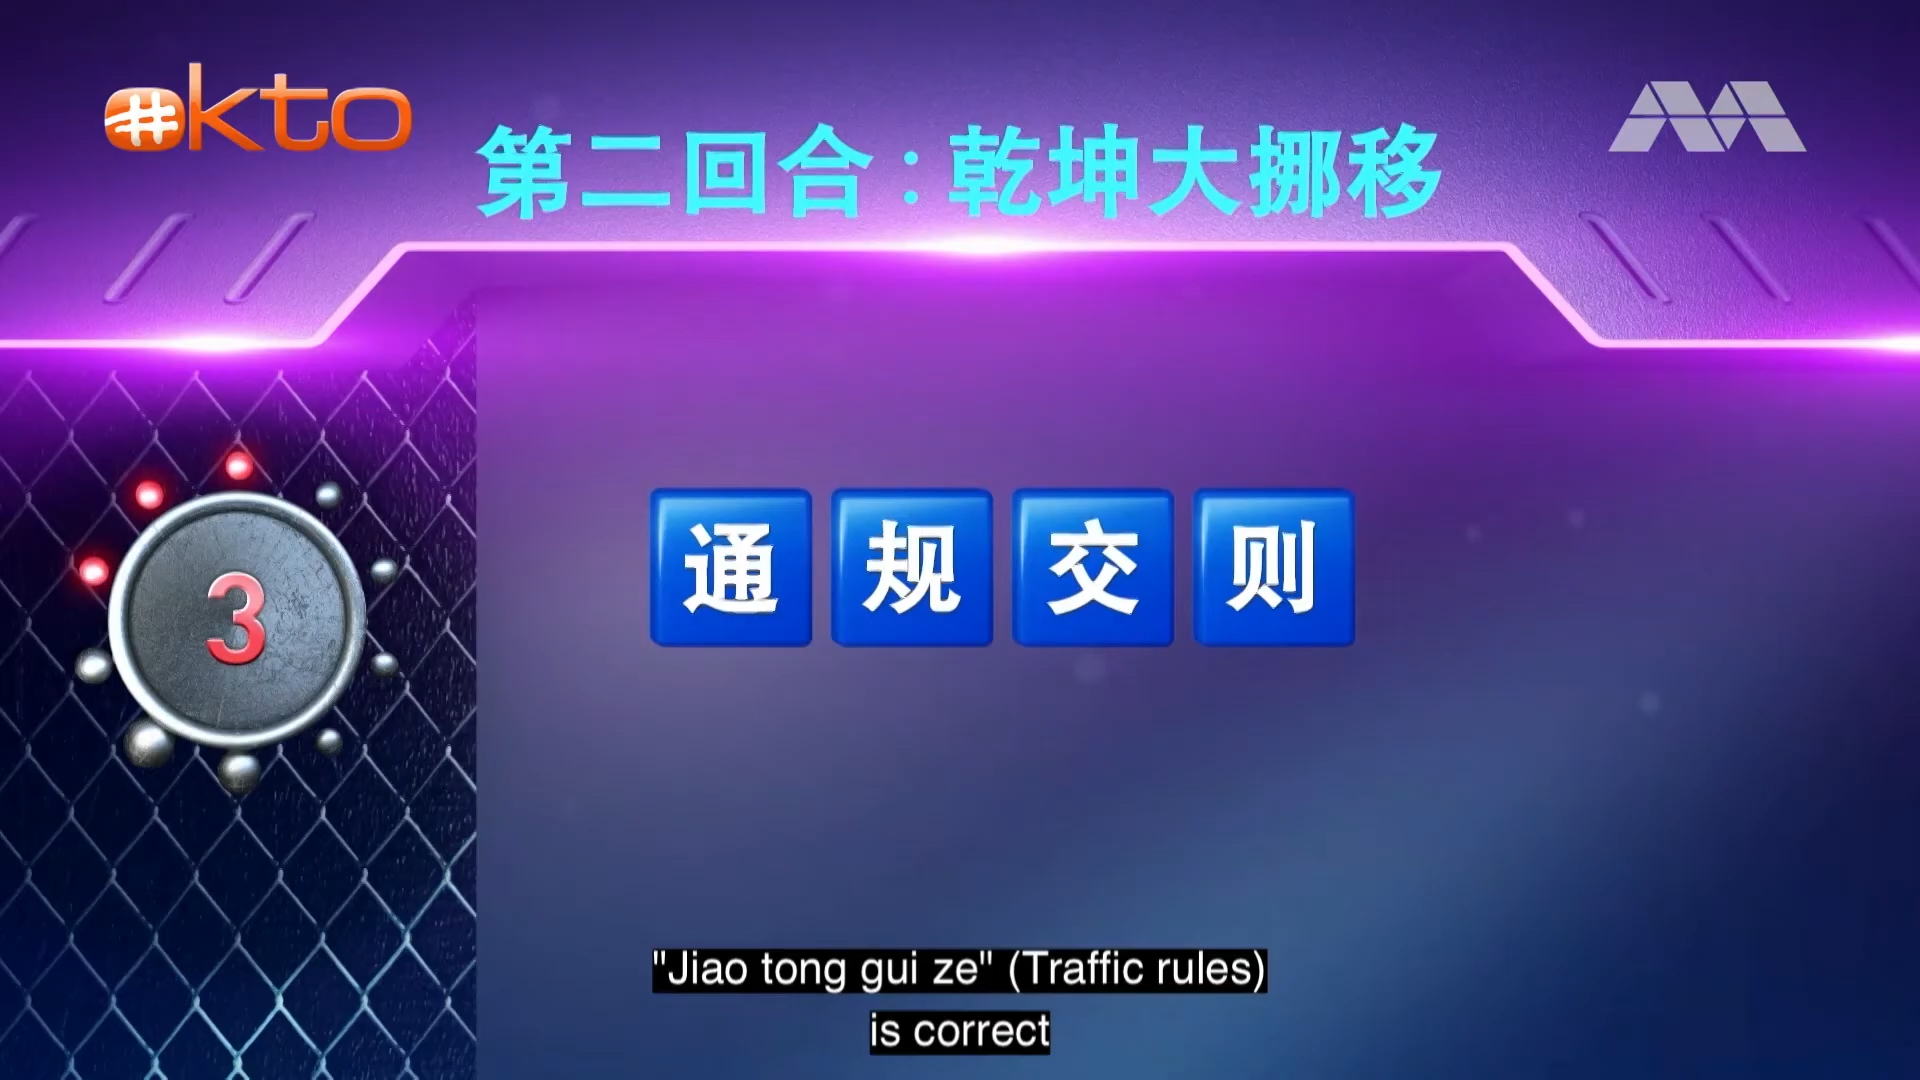 #kto
第二回合:乾坤大挪移
通规交则
3
"Jiao tong gui ze" (Traffic rules)
is correct